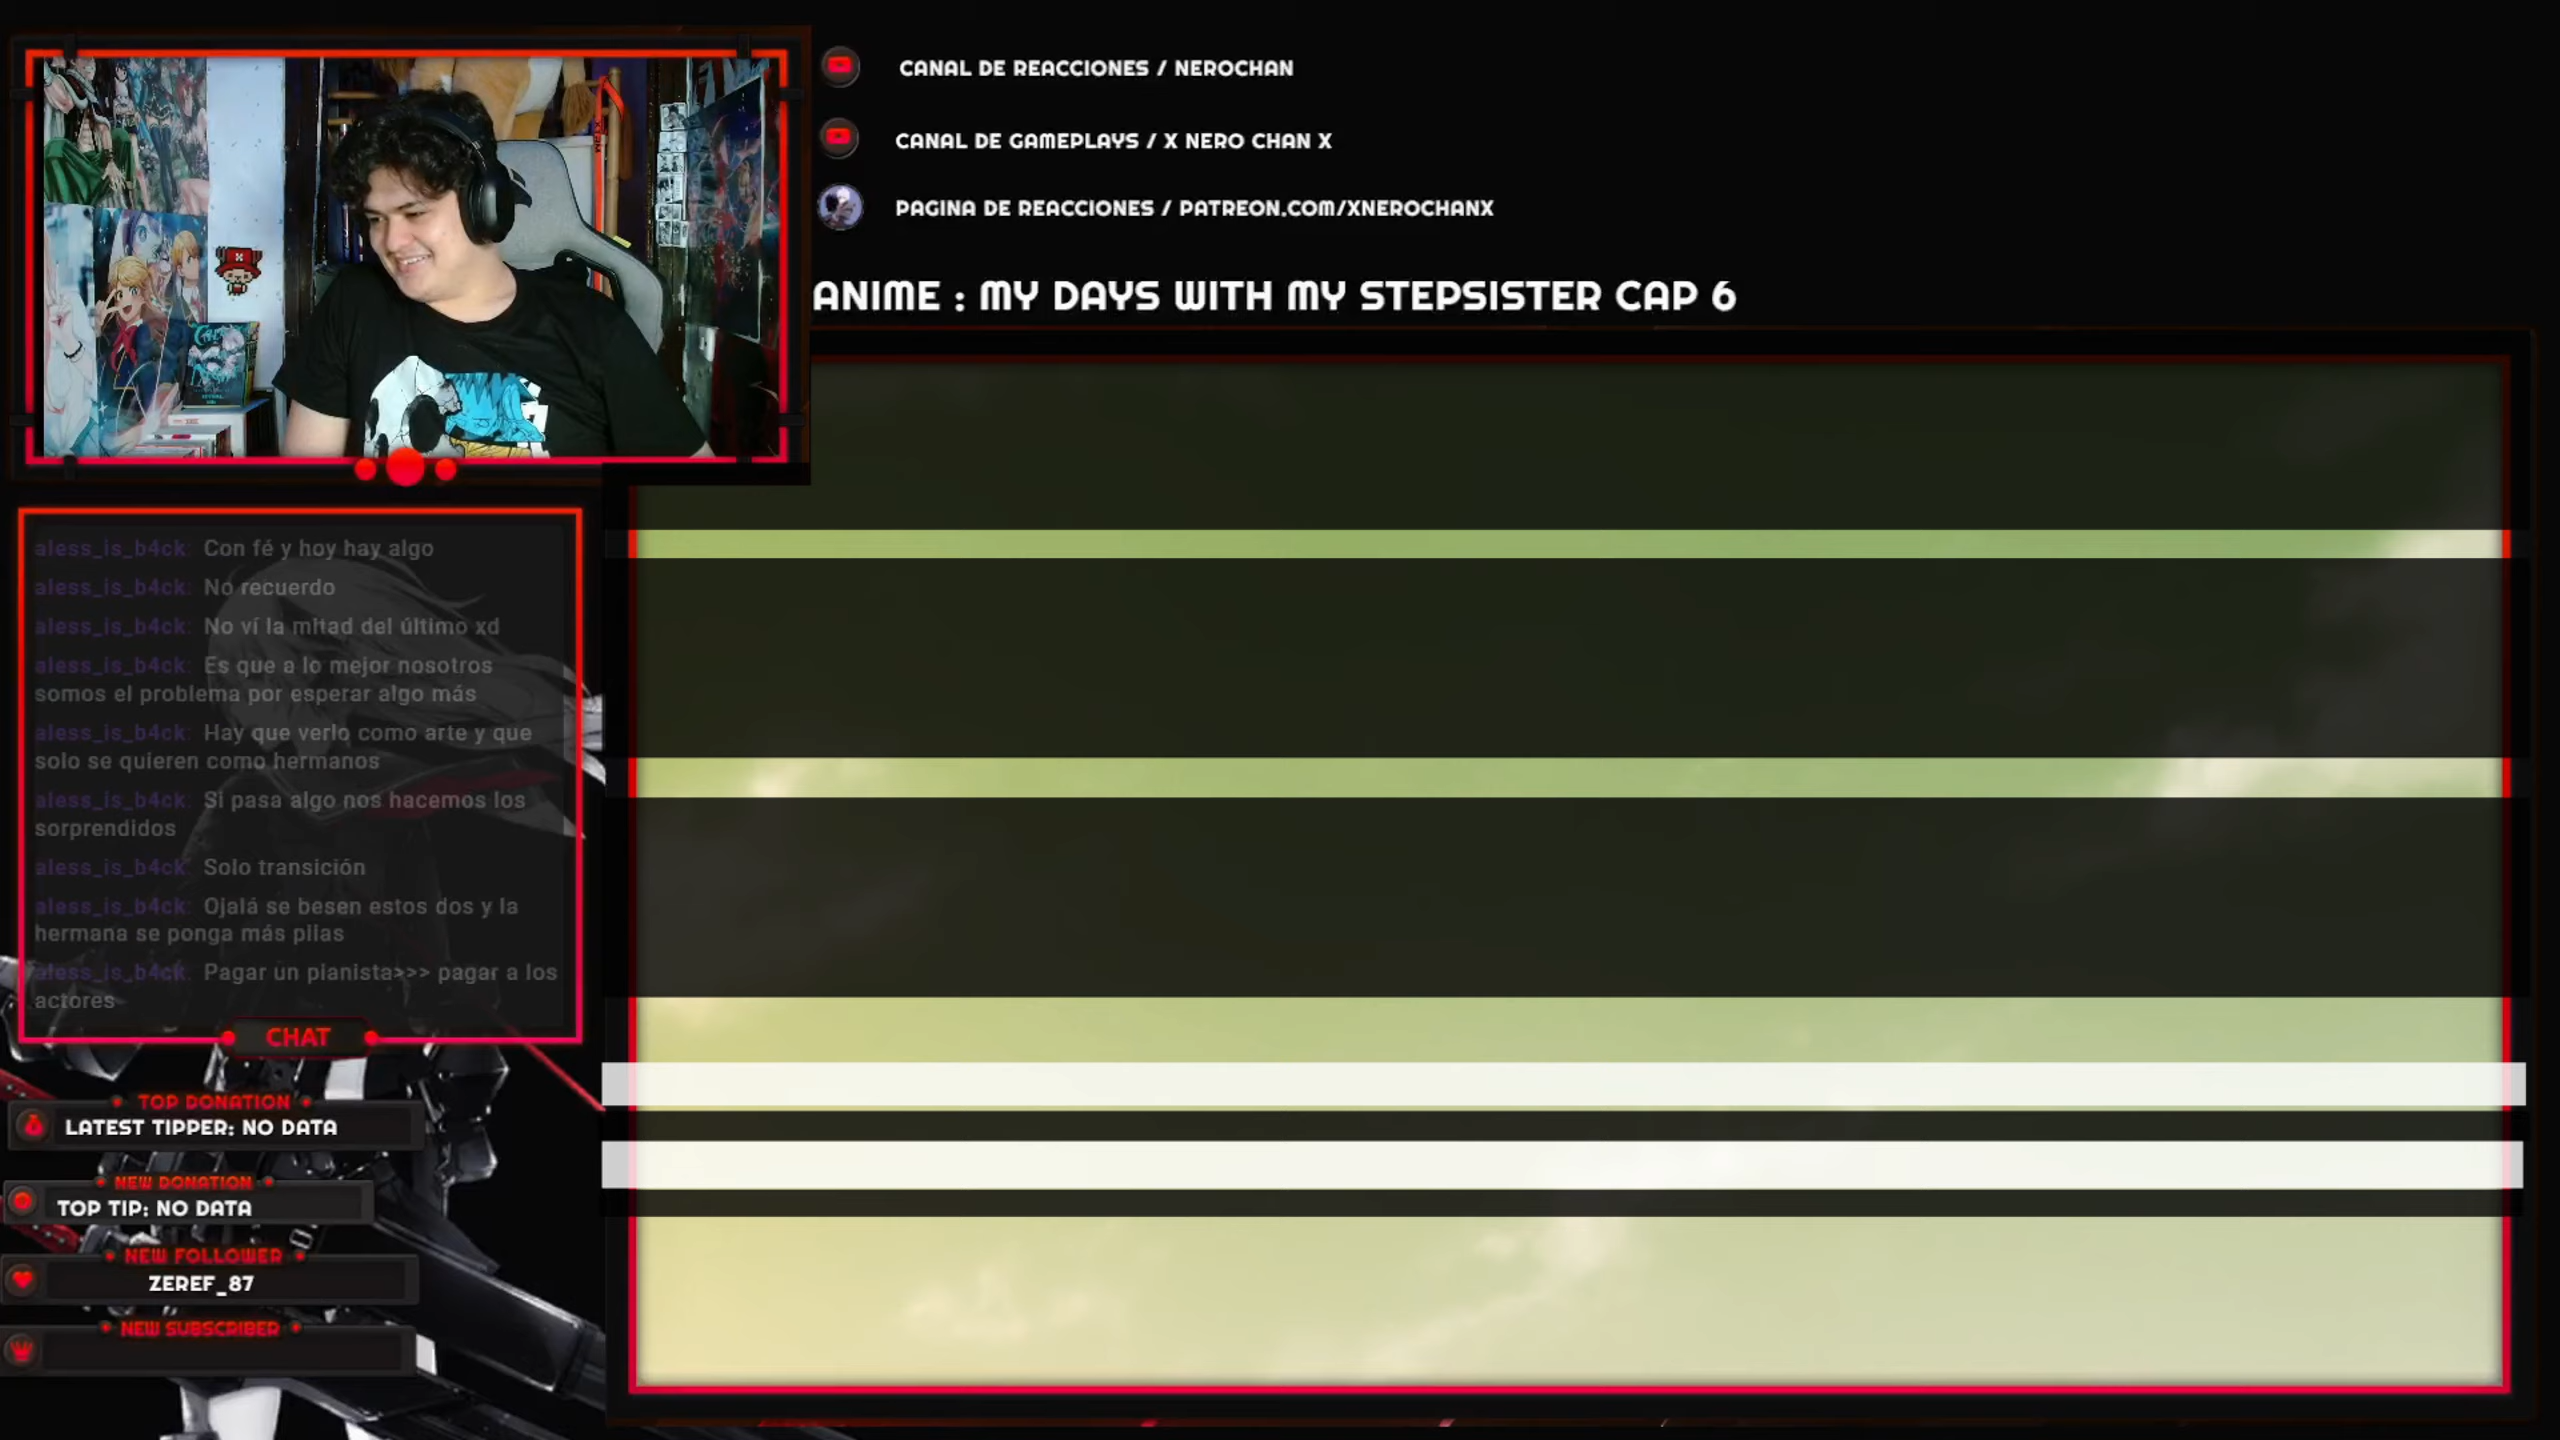 CANAL DE REACCIONES / NEROCHAN
CANAL DE GAMEPLAYS / X NERO CHAN X
PAGINA DE REACCIONES / PATREON.COM/XNEROCHANX
ANIME : MY DAYS WITH MY STEPSISTER CAP 6
aless_is_b4ck: Con fé y hoy hay algo
aless_is_b4ck: No recuerdo
aless_is_b4ck: No ví la mitad del último xd
aless_is_b4ck: Es que a lo mejor nosotros
somos el problema por esperar algo más
aless_is_b4ck: Hay que verlo como arte y que
solo se quieren como hermanos
aless_is_b4ck: Si pasa algo nos hacemos los
sorprendidos
aless_is_b4ck: Solo transición
aless_is_b4ck: Ojalá se besen estos dos y la
hermana se ponga más pilas
aless_is_b4ck: Pagar un pianista>>> pagar a los
actores
CHAT
TOP DONATION
LATEST TIPPER: NO DATA
NEW DONATION
TOP TIP: NO DATA
NEW FOLLOWER
ZEREF_87
NEW SUBSCRIBER